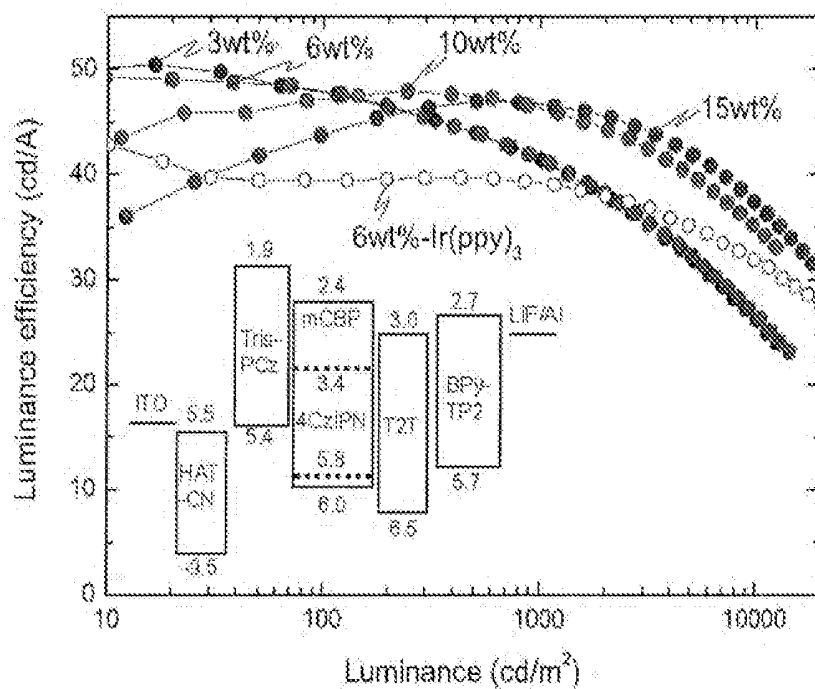 3wt%
6wt%
10wt%
15wt%
6wt%-Ir(ppy)3
50
40
30
20
10
0
Luminance efficiency (cd/A)
1.9
2.4
2.7
3.0
mCBP
LiF/Al
Tris-
PCz
3.4
ITO
5.5
4CzIPN
T2T
BPy-
TP2
5.4
HAT
-CN
5.8
6.0
5.7
6.5
10
100
1000
10000
Luminance (cd/m2)